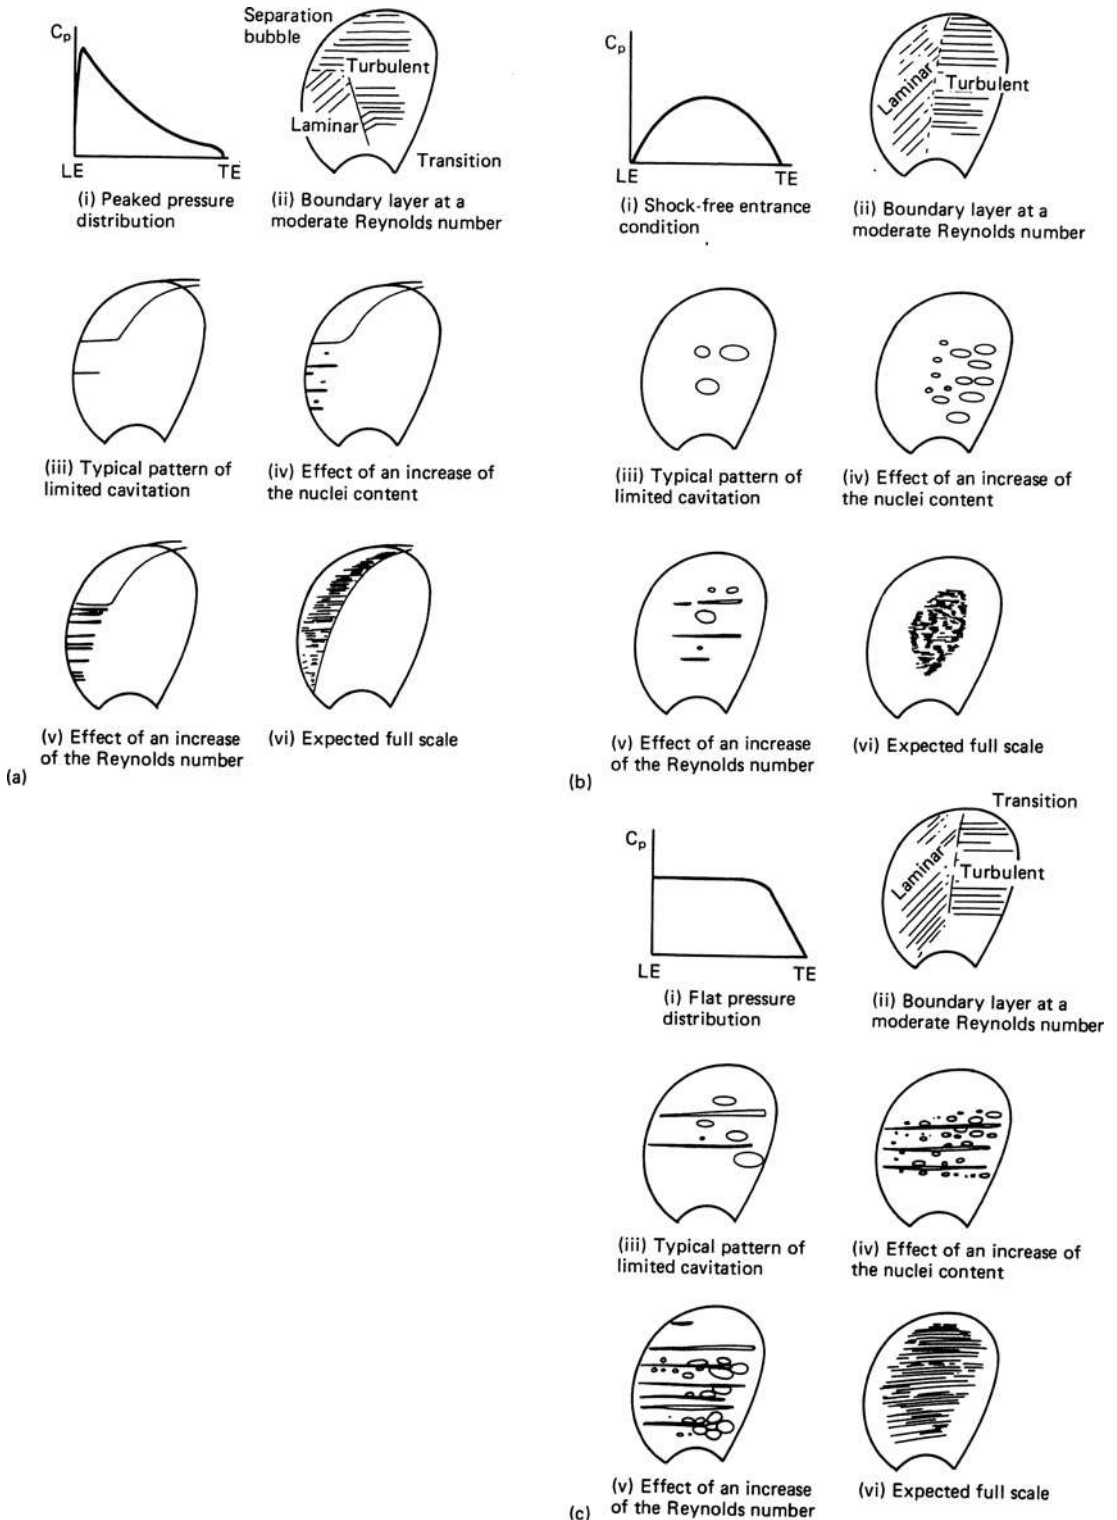 Cp
LE
TE
(i) Peaked pressure
distribution
Separation
bubble
Turbulent
Laminar
Transition
(ii) Boundary layer at a
moderate Reynolds number
(iii) Typical pattern of
limited cavitation
(iv) Effect of an increase of
the nuclei content
(v) Effect of an increase
of the Reynolds number
(vi) Expected full scale
(a)
Cp
LE
TE
(i) Shock-free entrance
condition
Laminar
Turbulent
(ii) Boundary layer at a
moderate Reynolds number
(iii) Typical pattern of
limited cavitation
(iv) Effect of an increase of
the nuclei content
(v) Effect of an increase
of the Reynolds number
(vi) Expected full scale
(b)
Cp
LE
TE
(i) Flat pressure
distribution
Transition
Laminar
Turbulent
(ii) Boundary layer at a
moderate Reynolds number
(iii) Typical pattern of
limited cavitation
(iv) Effect of an increase of
the nuclei content
(v) Effect of an increase
of the Reynolds number
(vi) Expected full scale
(c)